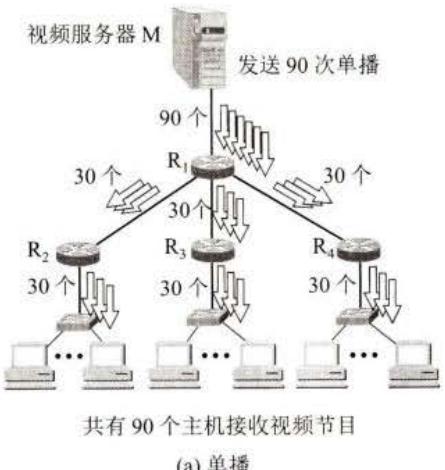 视频服务器 M
发送 90 次单播
90 个
R1
30 个
30个
30 个
R2
R3
R4
30 个
30 个
30 个
共有 90 个主机接收视频节目
(a) 单播